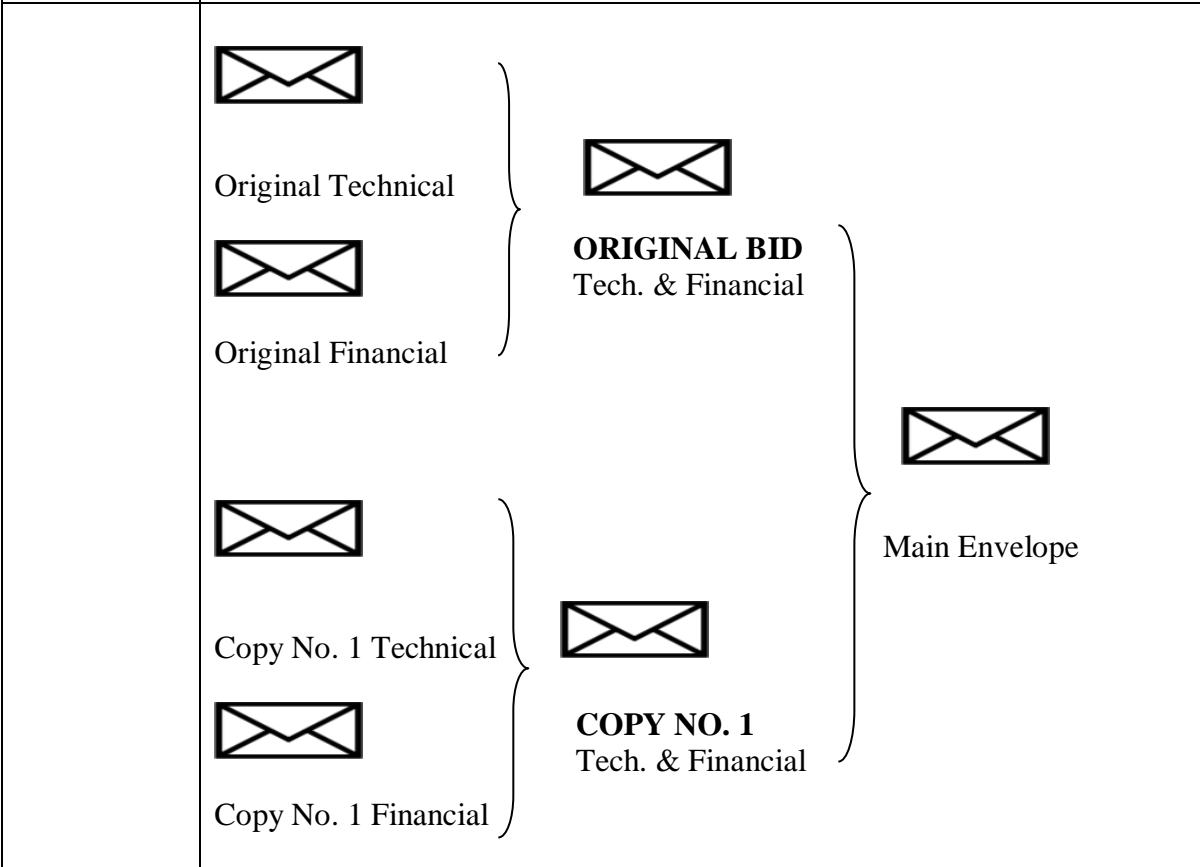 Original Technical
ORIGINAL BID
Tech. & Financial
Original Financial
Main Envelope
Copy No. 1 Technical
COPY NO. 1
Tech. & Financial
Copy No. 1 Financial